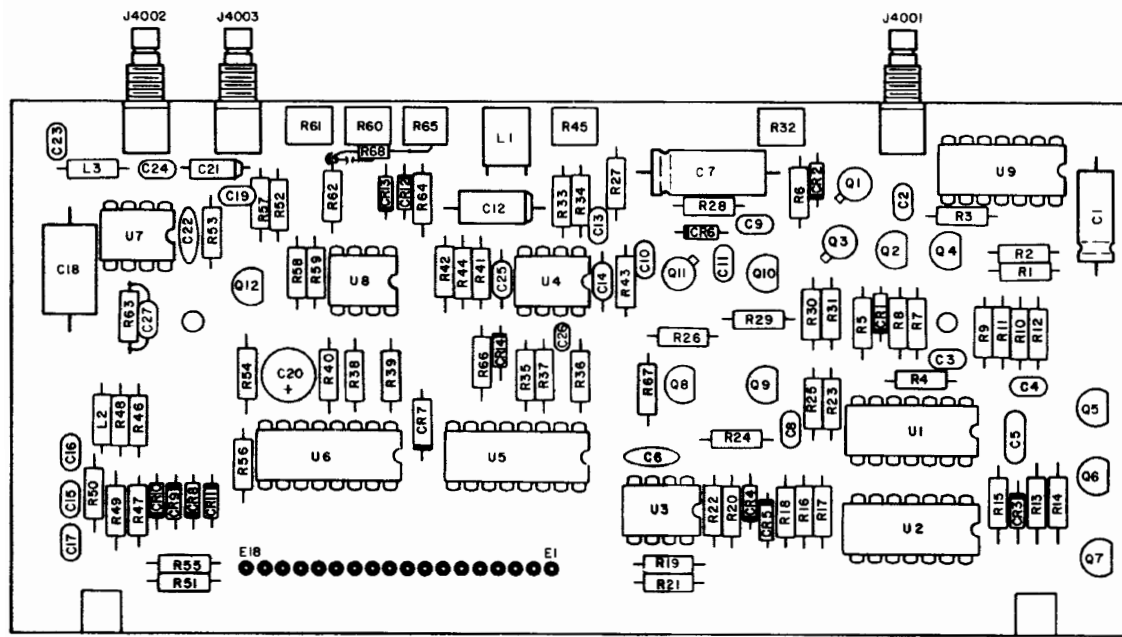 J4002 J4003 J4001
R61 R60 R65 L1 R45 R32
C23 R68
L3 C24 C21 C19 R57 R52 R62 CR13 CR12 R64 C12 R33 R34 C13 R27 C7 R28 R6 CR2 Q1 C2 U9 R3 C1
U7 C22 R53 CR6 C9 Q3 Q2 Q4 R2 R1
C18 Q12 R58 R59 U8 R42 R44 R41 C25 U4 C14 R43 C10 Q11 C11 Q10
R63 C27 R26 R29 R30 R31 R5 CR1 R8 R7 R9 R11 R10 R12
R54 C20 + R40 R38 R39 R66 CR14 R35 R37 C26 R36 R67 Q8 Q9 R25 R23 R4 C3 C4
L2 R48 R46 CR7 R24 C8 U1 C5 Q5
C16 R56 U6 U5 C6 Q6
C15 R50 R49 R47 CR10 CR9 CR8 CR11 U3 R22 R20 CR4 CR5 R18 R16 R17 U2 R15 CR3 R13 R14
C17 E18 E1 Q7
R55 R19
R51 R21